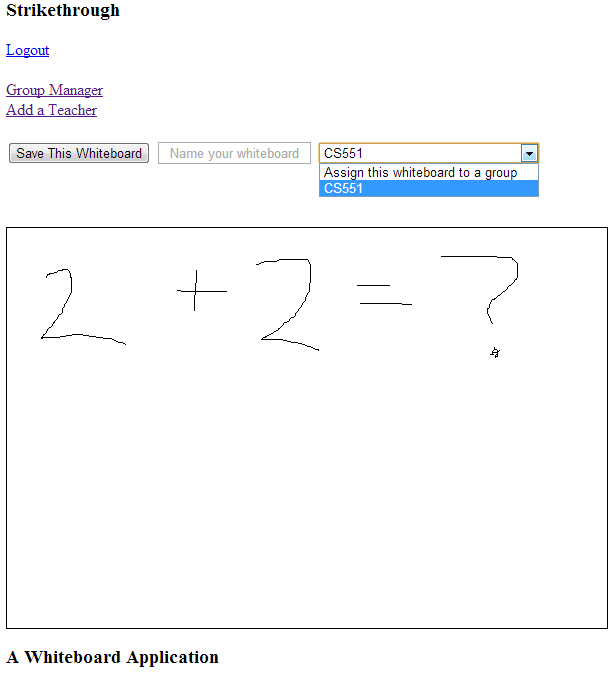 Strikethrough
Logout
Group Manager
Add a Teacher
Save This Whiteboard Name your whiteboard CS551
Assign this whiteboard to a group
CS551
2 + 2 = ?
A Whiteboard Application